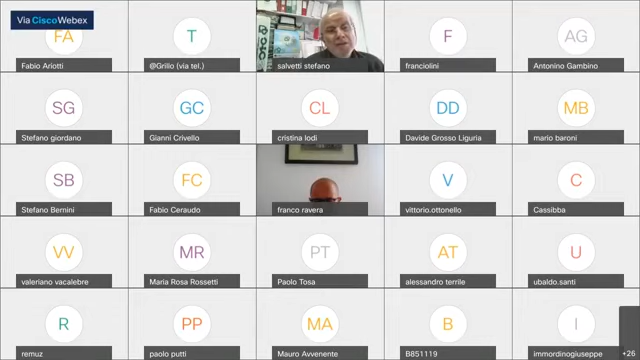 Via Cisco Webex
FA
T
F
AG
Fabio Ariotti
@Grillo (via tel.)
salvetti stefano
franciolini
Antonino Gambino
SG
GC
CL
DD
MB
Stefano giordano
Gianni Crivello
cristina lodi
Davide Grosso Liguria
mario baroni
SB
FC
V
C
Stefano Bernini
Fabio Ceraudo
franco ravera
vittorio.ottonello
Cassibba
VV
MR
PT
AT
U
valeriano vacalebre
Maria Rosa Rossetti
Paolo Tosa
alessandro terrile
ubaldo.santi
R
PP
MA
B
I
remuz
paolo putti
Mauro Avvenente
B851119
immordinogiuseppe
+26